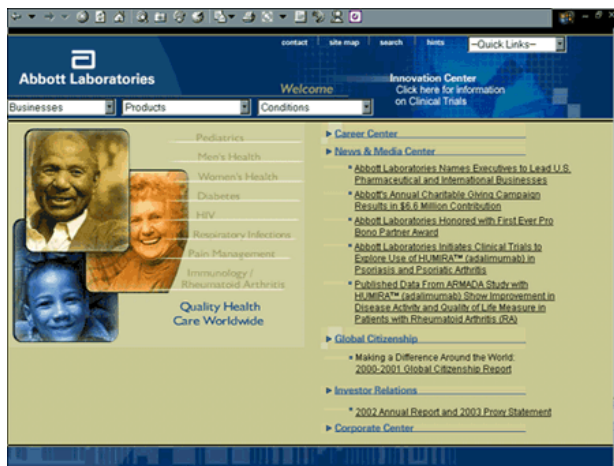 contact
site map
search
hints
--Quick Links--
Abbott Laboratories
Welcome
Innovation Center
Click here for information
on Clinical Trials
Businesses
Products
Conditions
Pediatrics
Men's Health
Women's Health
Diabetes
HIV
Respiratory Infections
Pain Management
Immunology /
Rheumatoid Arthritis
Quality Health
Care Worldwide
Career Center
News & Media Center
Abbott Laboratories Names Executives to Lead U.S.
Pharmaceutical and International Businesses
Abbott's Annual Charitable Giving Campaign
Results in $6.6 Million Contribution
Abbott Laboratories Honored with First Ever Pro
Bono Partner Award
Abbott Laboratories Initiates Clinical Trials to
Explore Use of HUMIRA™ (adalimumab) in
Psoriasis and Psoriatic Arthritis
Published Data From ARMADA Study with
HUMIRA™ (adalimumab) Show Improvement in
Disease Activity and Quality of Life Measure in
Patients with Rheumatoid Arthritis (RA)
Global Citizenship
Making a Difference Around the World:
2000-2001 Global Citizenship Report
Investor Relations
2002 Annual Report and 2003 Proxy Statement
Corporate Center